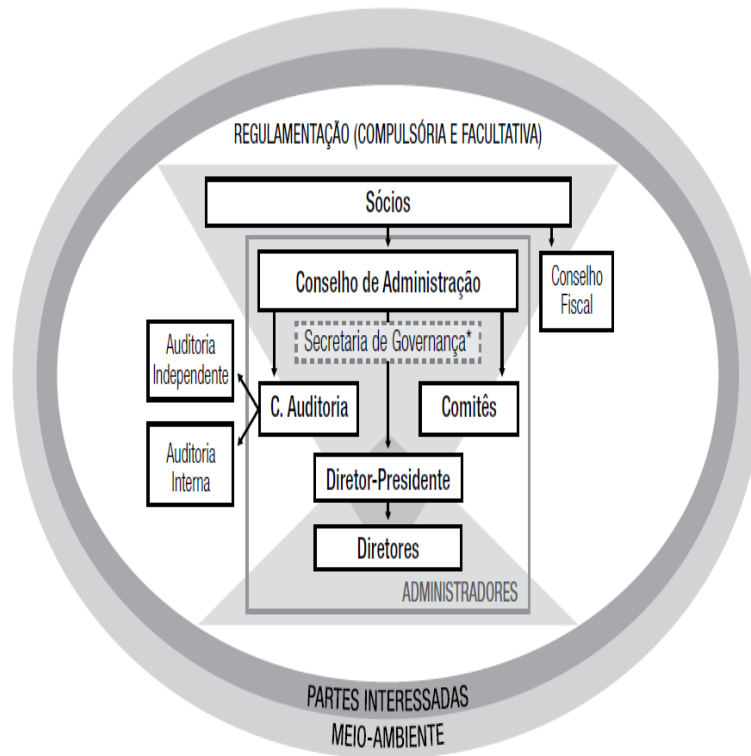 REGULAMENTAÇÃO (COMPULSÓRIA E FACULTATIVA)
Sócios
Conselho de Administração
Conselho
Fiscal
Secretaria de Governança*
Auditoria
Independente
C. Auditoria
Comitês
Auditoria
Interna
Diretor-Presidente
Diretores
ADMINISTRADORES
PARTES INTERESSADAS
MEIO-AMBIENTE